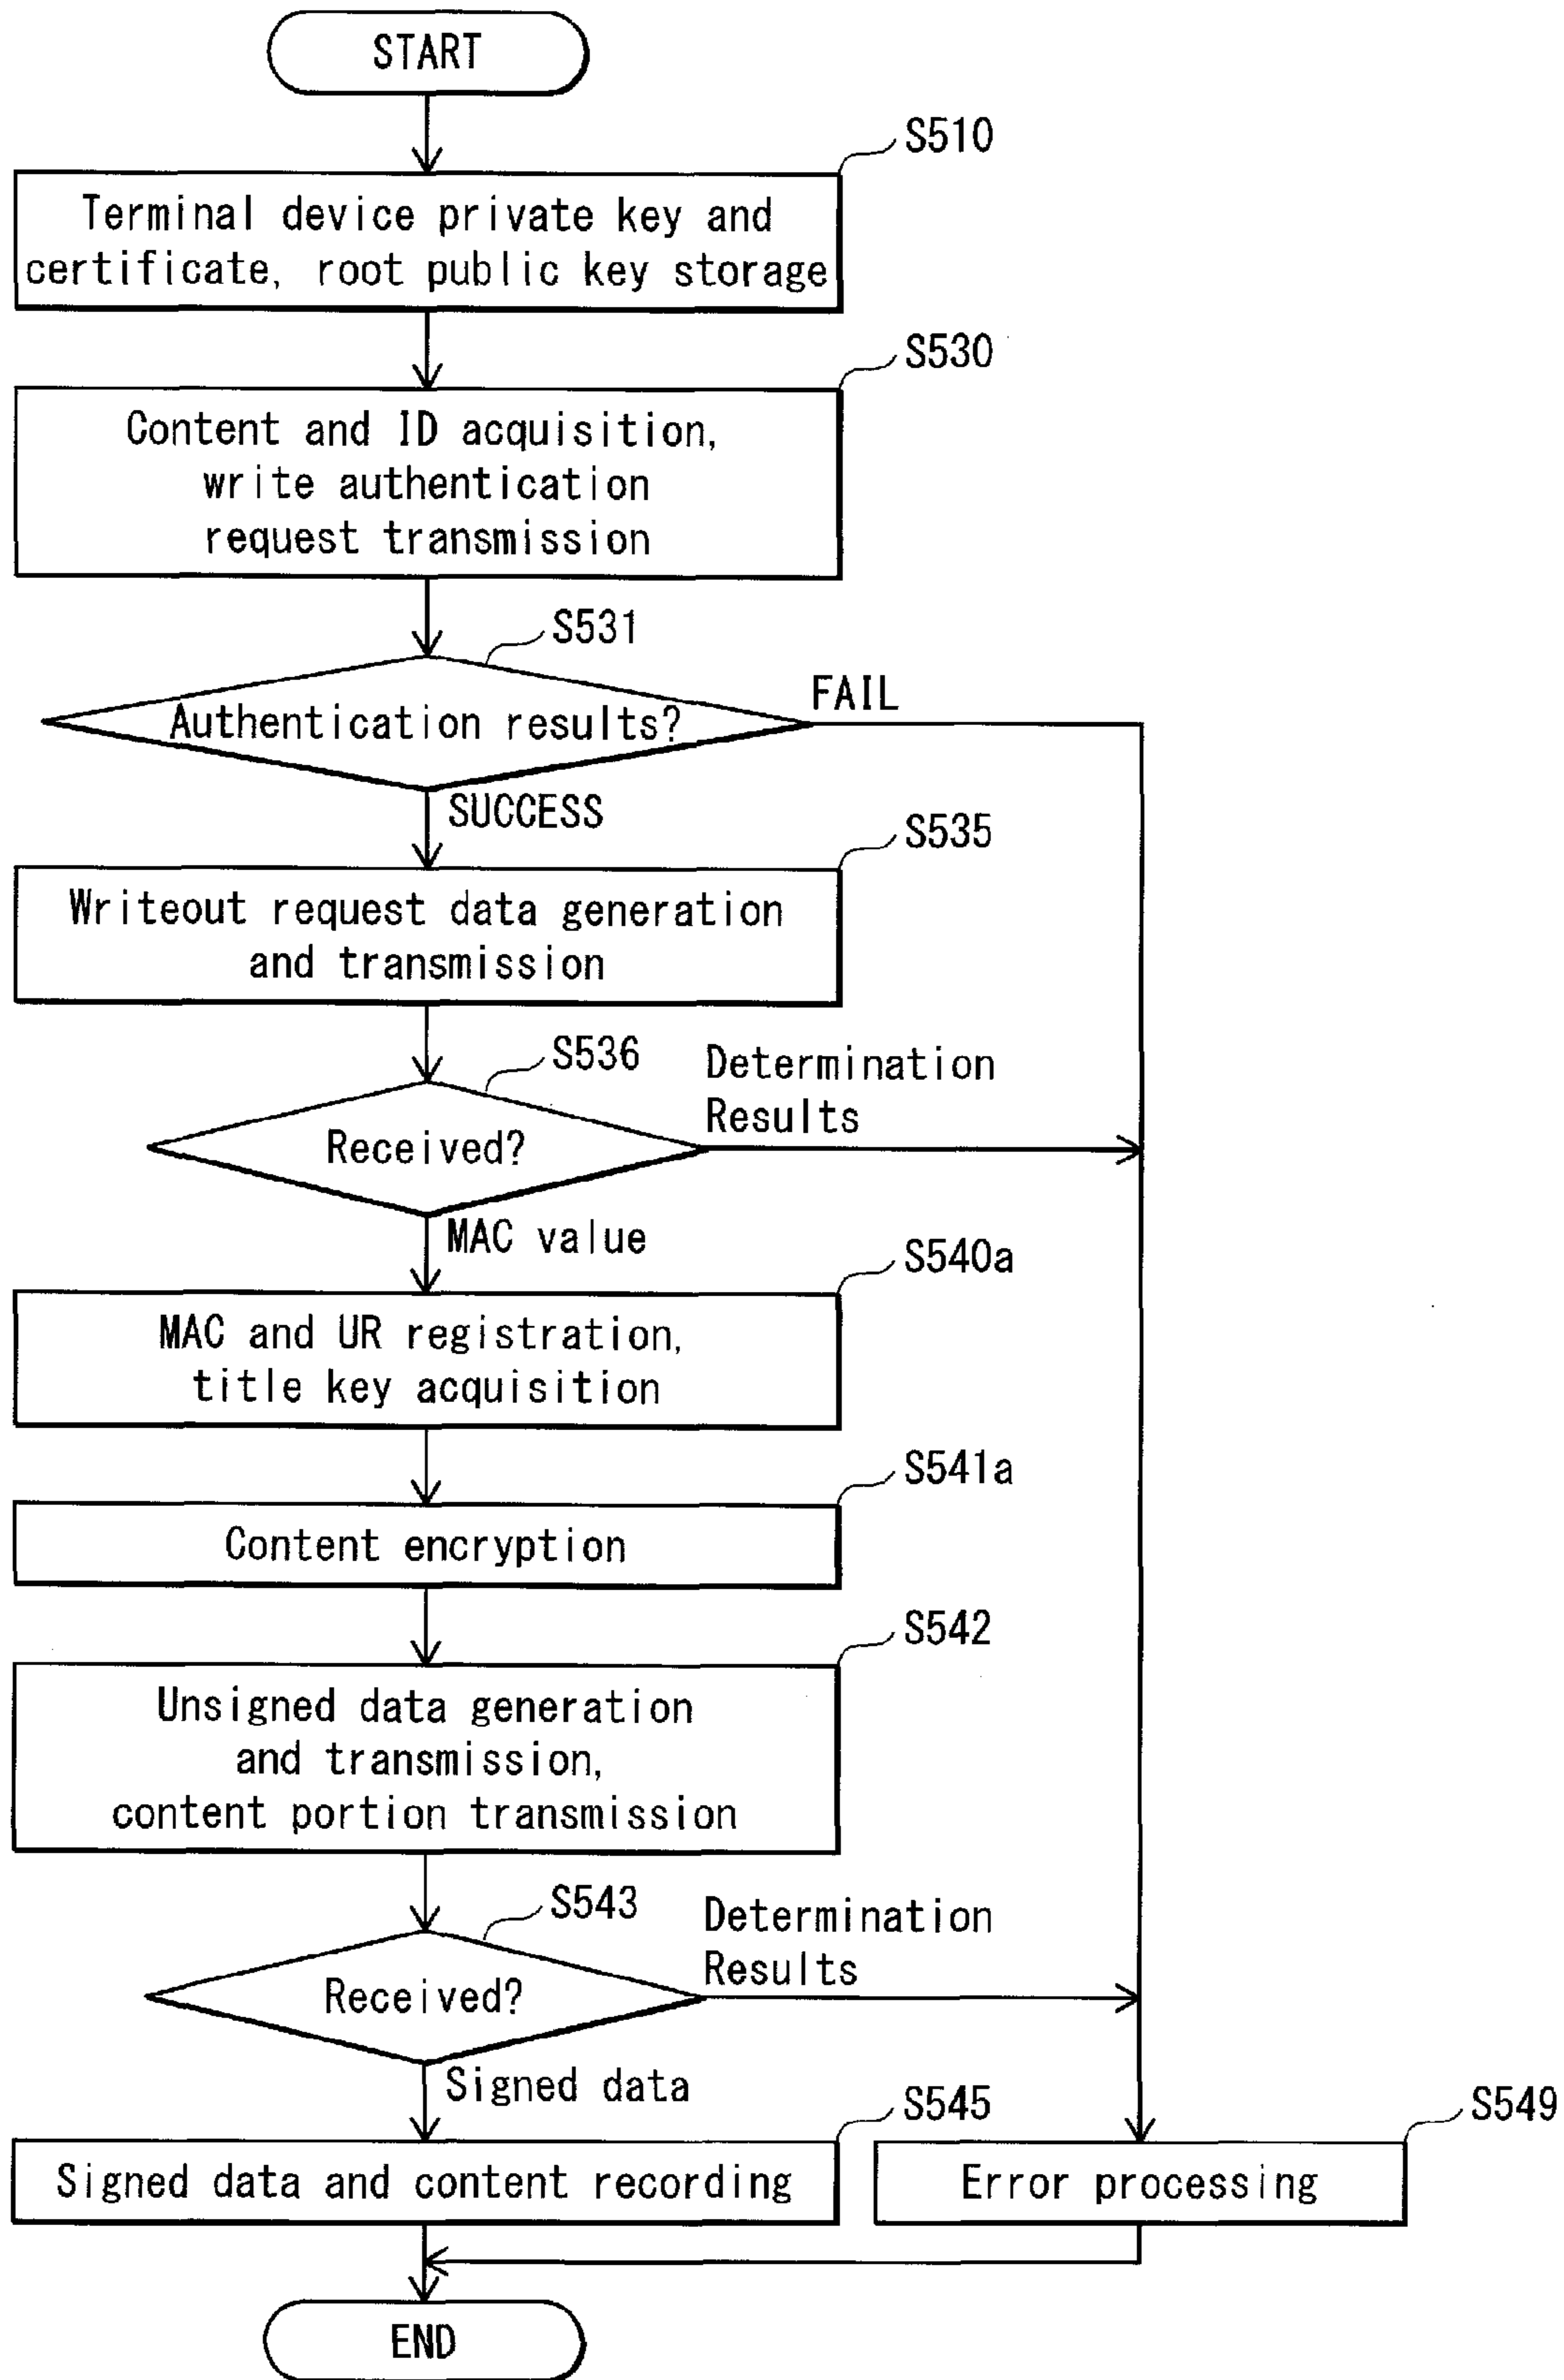 START
S510
Terminal device private key and
certificate, root public key storage
S530
Content and ID acquisition,
write authentication
request transmission
S531
Authentication results?
FAIL
SUCCESS
S535
Writeout request data generation
and transmission
S536
Determination
Results
Received?
MAC value
S540a
MAC and UR registration,
title key acquisition
S541a
Content encryption
S542
Unsigned data generation
and transmission,
content portion transmission
S543
Determination
Results
Received?
Signed data
S545
S549
Signed data and content recording
Error processing
END